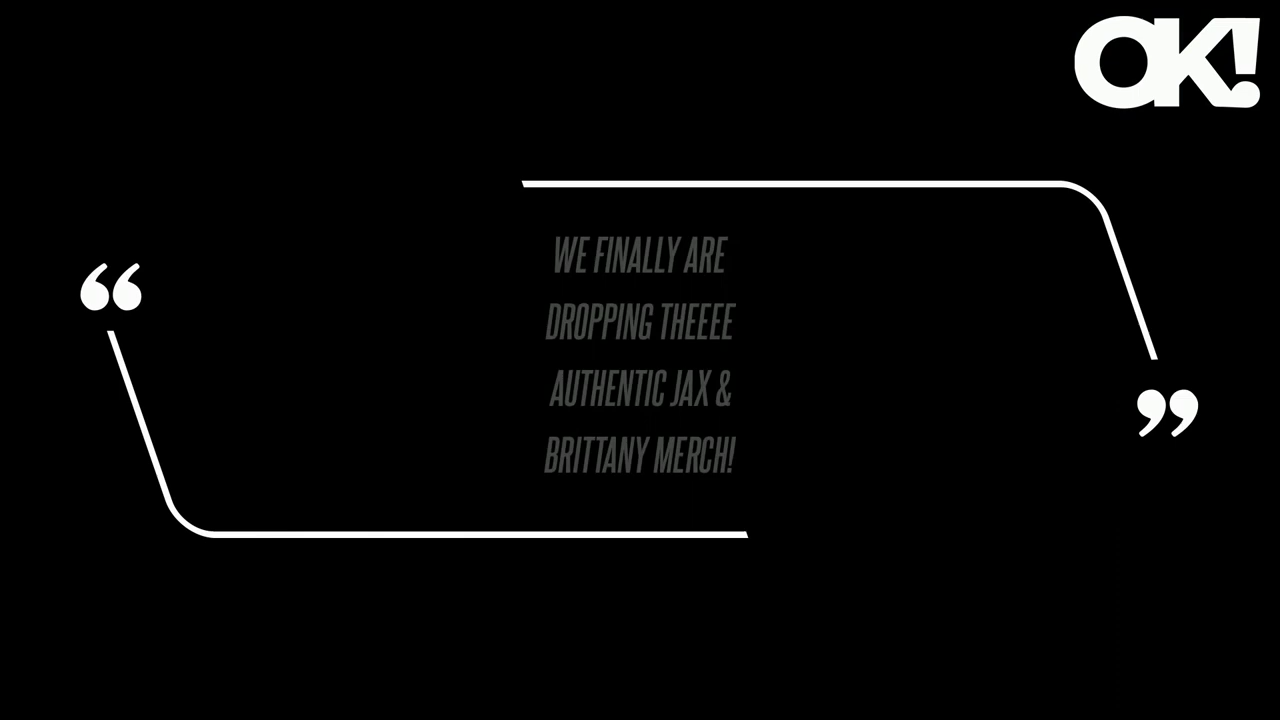 OK!
“
WE FINALLY ARE
DROPPING THEEEE
AUTHENTIC JAX &
BRITTANY MERCH!
”